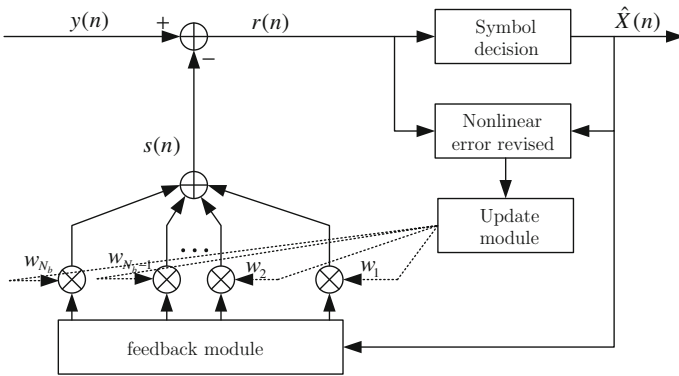 y(n)
+
r(n)
Symbol
decision
X̂(n)
−
Nonlinear
error revised
s(n)
Update
module
...
w_{N_b}
w_{N_b−1}
w_2
w_1
feedback module